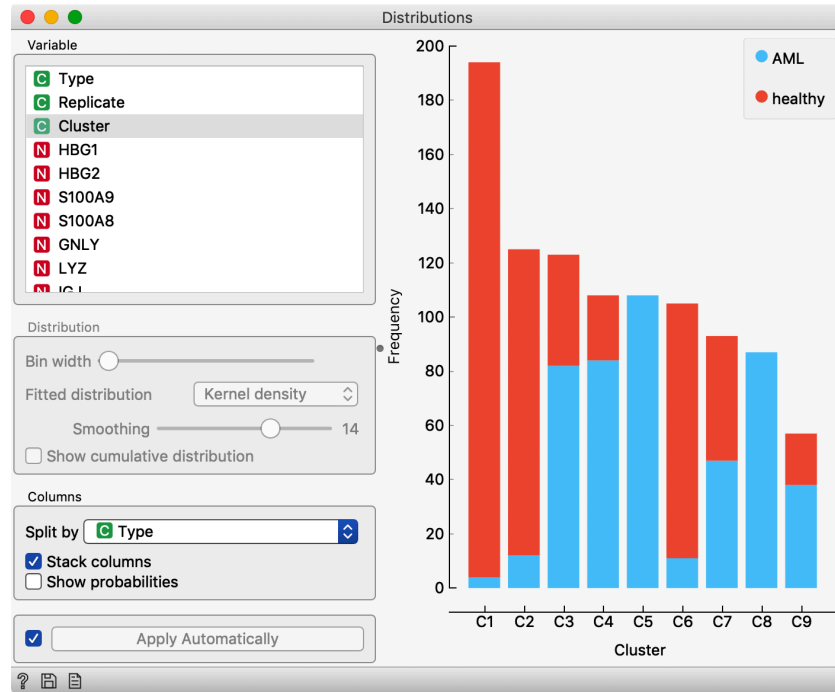 Distributions
Variable
C Type
C Replicate
C Cluster
N HBG1
N HBG2
N S100A9
N S100A8
N GNLY
N LYZ
Distribution
Bin width
Fitted distribution Kernel density
Smoothing 14
Show cumulative distribution
Columns
Split by C Type
Stack columns
Show probabilities
Apply Automatically
?
200
180
160
140
120
100
80
60
40
20
0
Frequency
C1 C2 C3 C4 C5 C6 C7 C8 C9
Cluster
AML
healthy